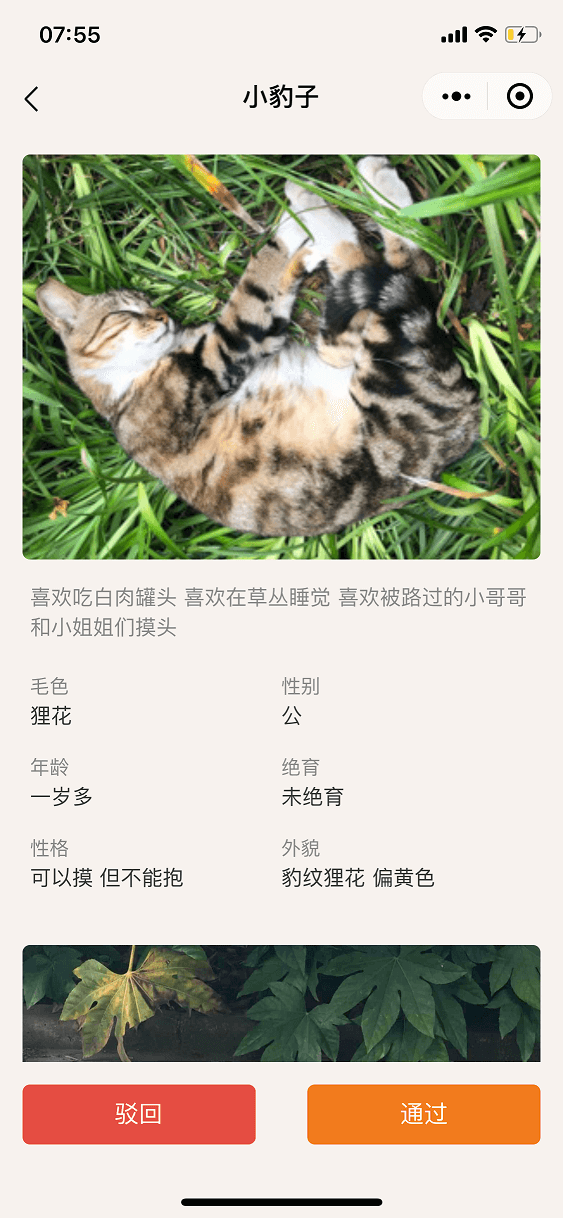 07:55
小豹子
喜欢吃白肉罐头 喜欢在草丛睡觉 喜欢被路过的小哥哥
和小姐姐们摸头
毛色 性别
狸花 公
年龄 绝育
一岁多 未绝育
性格 外貌
可以摸 但不能抱 豹纹狸花 偏黄色
驳回 通过